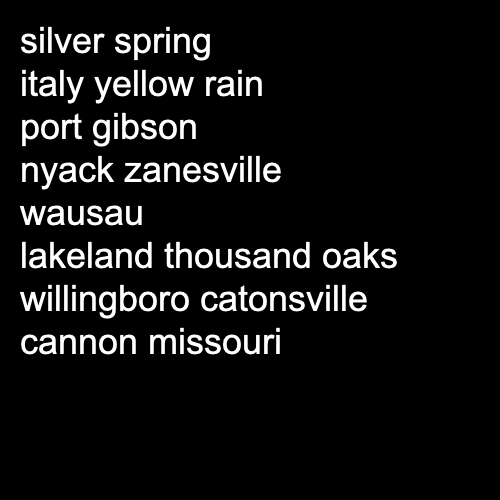 silver spring
italy yellow rain
port gibson
nyack zanesville
wausau
lakeland thousand oaks
willingboro catonsville
cannon missouri